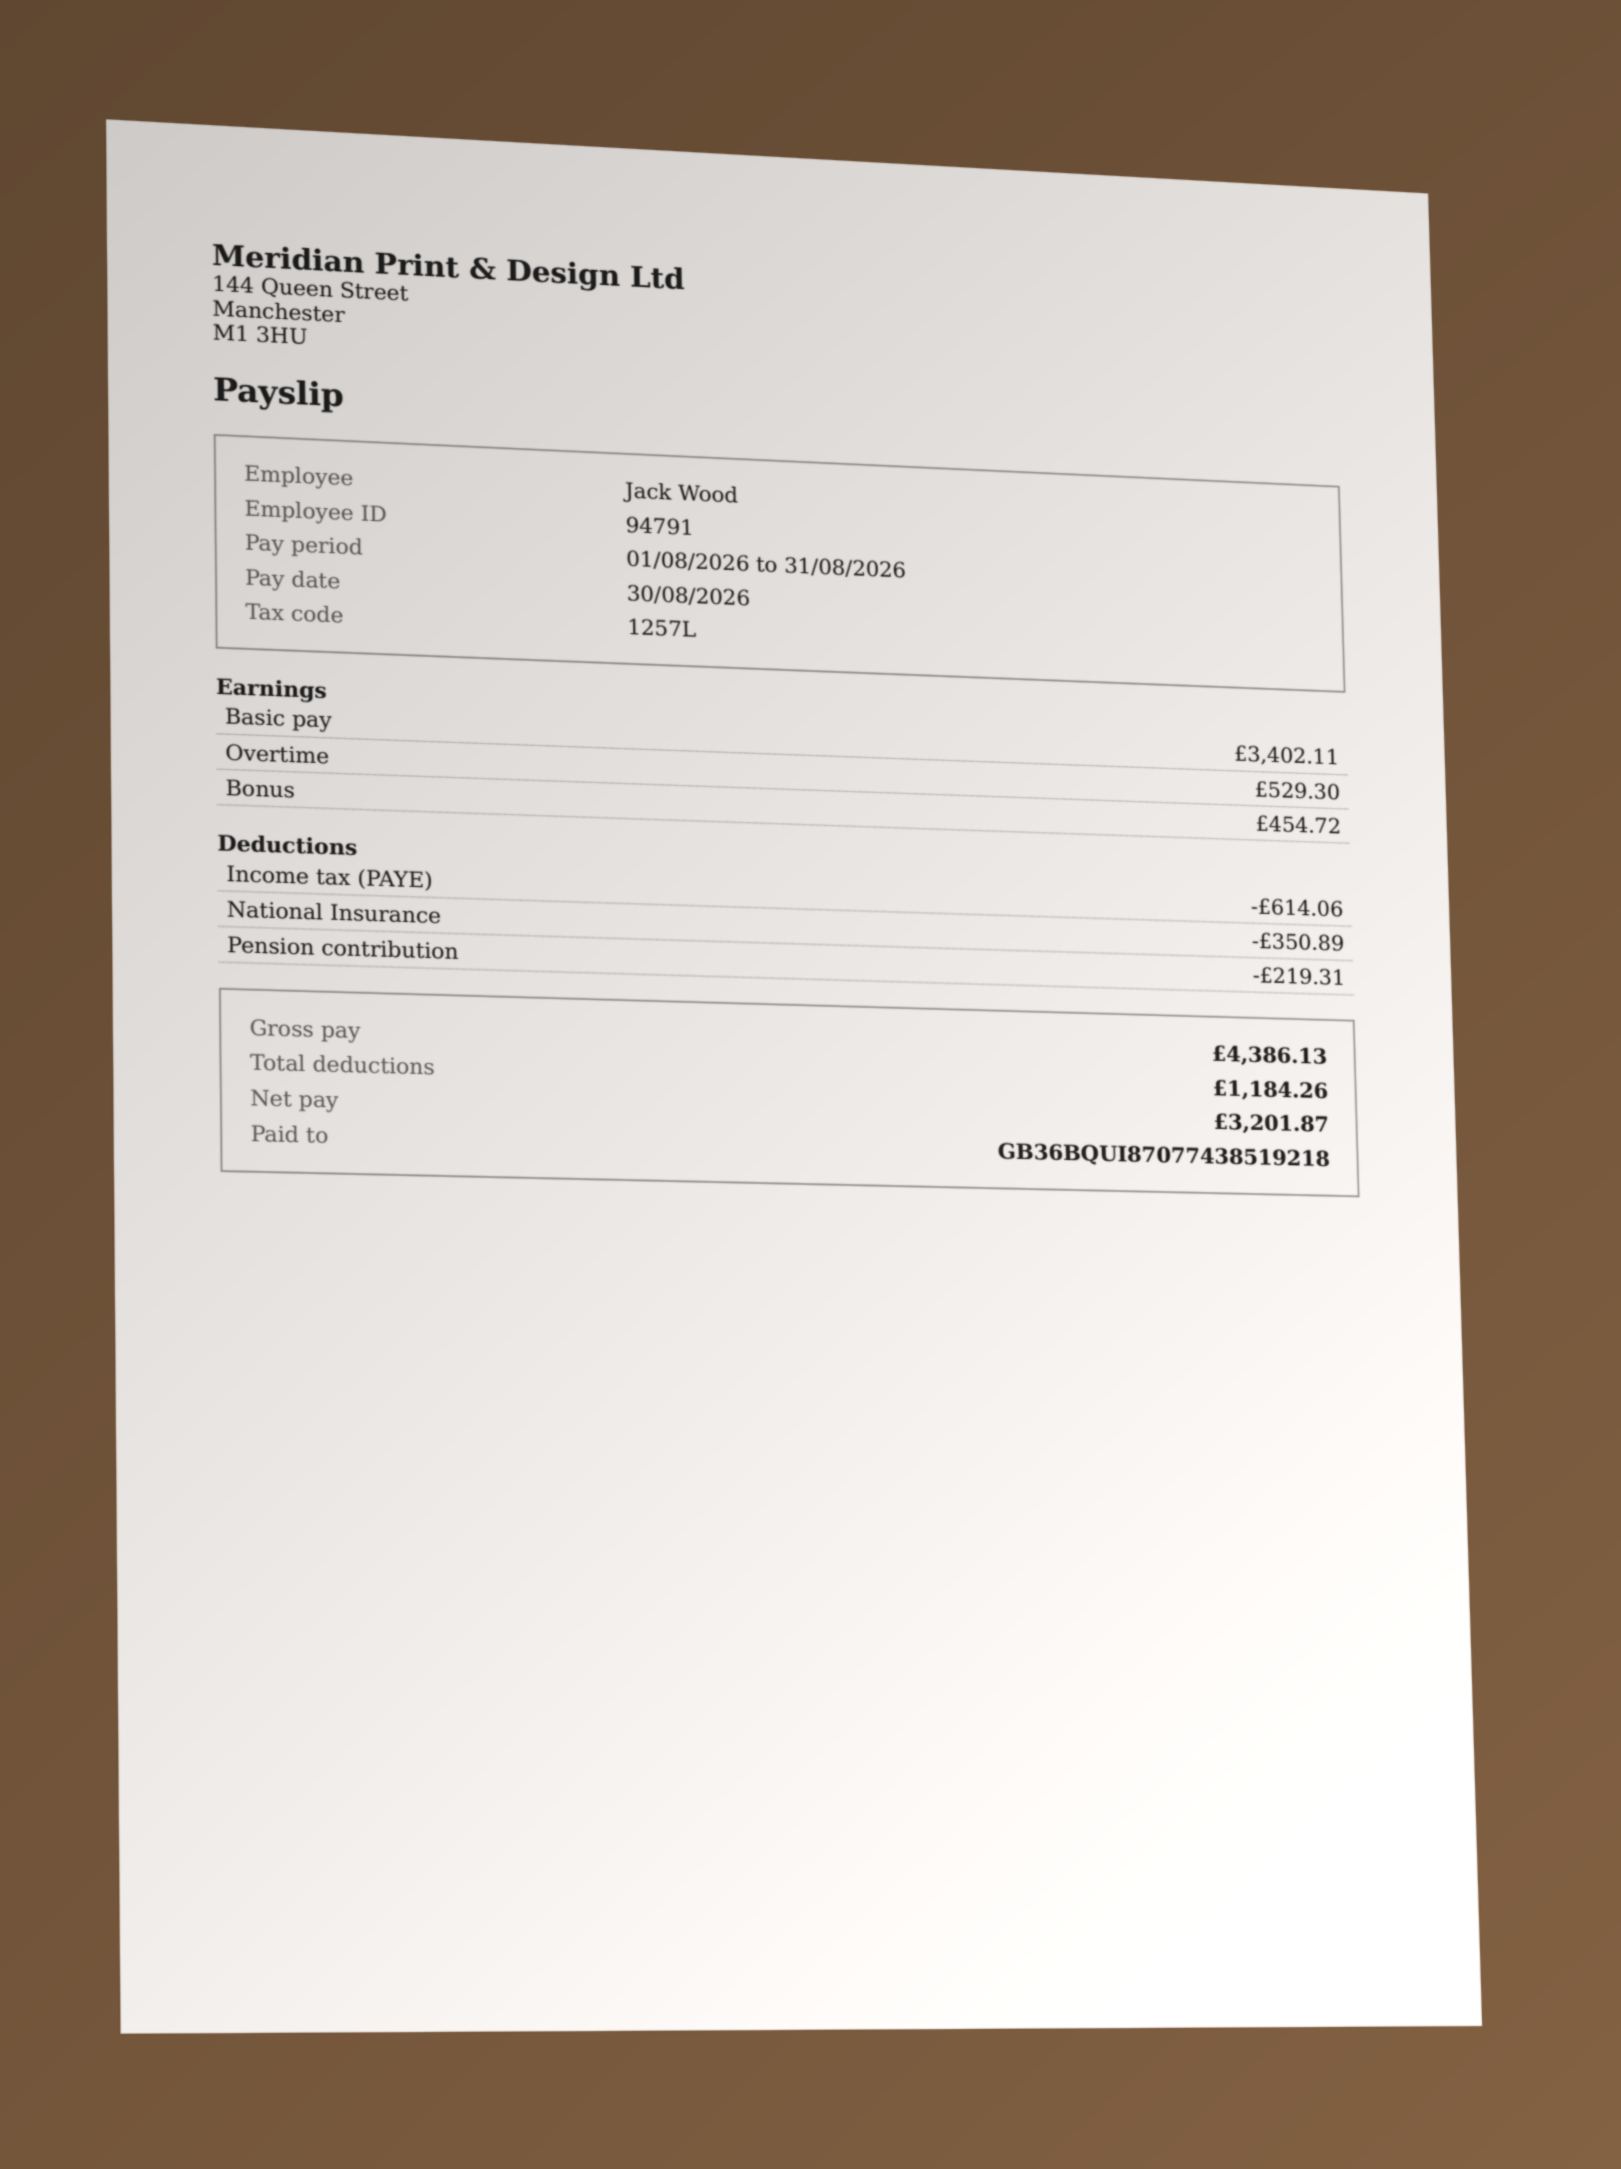 Meridian Print & Design Ltd
144 Queen Street
Manchester
M1 3HU
Payslip
Employee Jack Wood
Employee ID 94791
Pay period 01/08/2026 to 31/08/2026
Pay date 30/08/2026
Tax code 1257L
Earnings
Basic pay £3,402.11
Overtime £529.30
Bonus £454.72
Deductions
Income tax (PAYE) -£614.06
National Insurance -£350.89
Pension contribution -£219.31
Gross pay £4,386.13
Total deductions £1,184.26
Net pay £3,201.87
Paid to GB36BQUI87077438519218